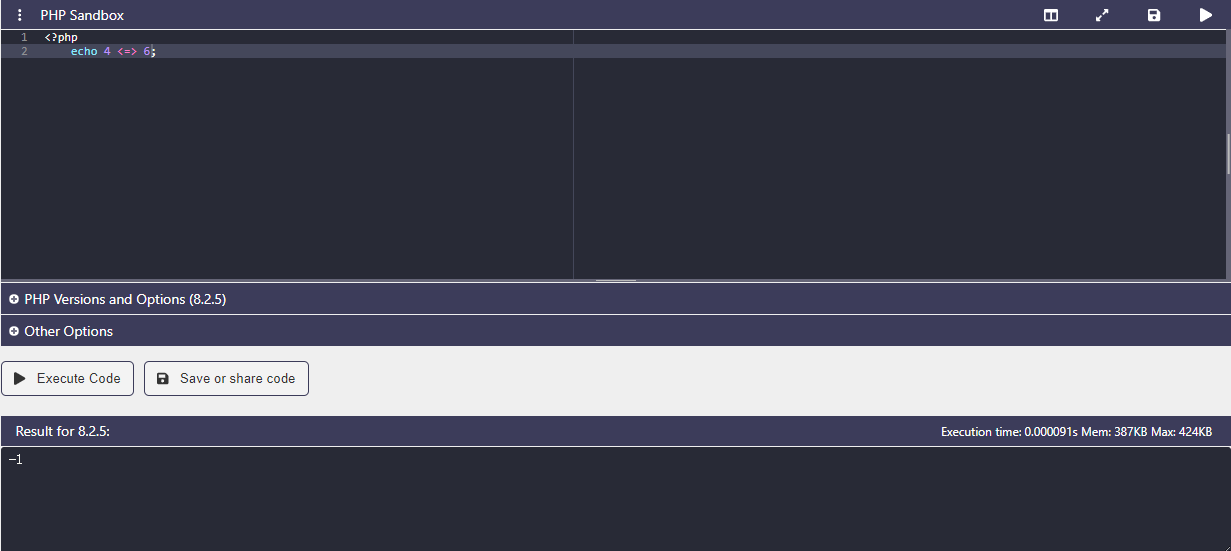 PHP Sandbox
1 <?php
2 echo 4 <=> 6;
PHP Versions and Options (8.2.5)
Other Options
Execute Code Save or share code
Result for 8.2.5: Execution time: 0.000091s Mem: 387KB Max: 424KB
-1